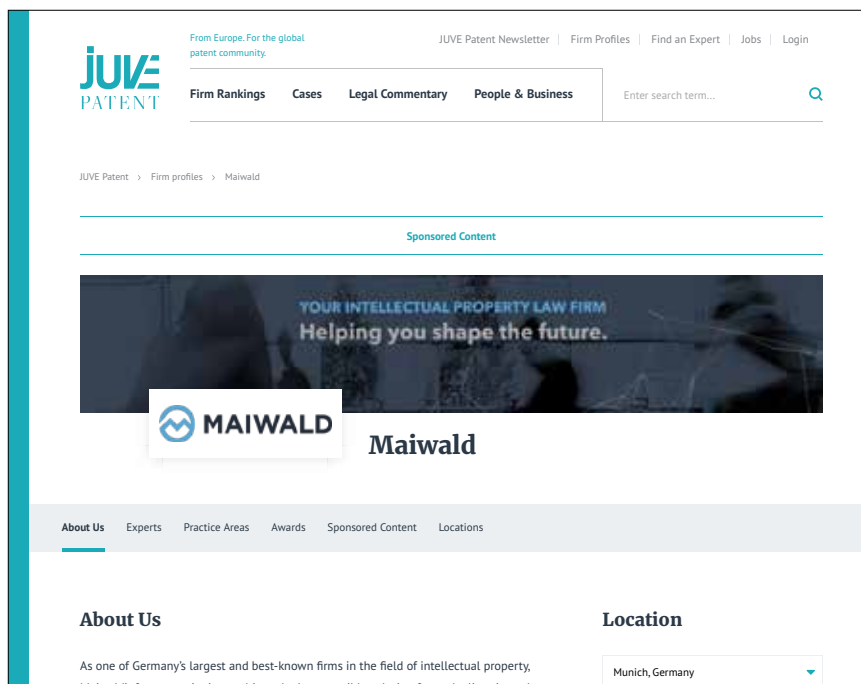 From Europe. For the global
patent community.
JUVE Patent Newsletter | Firm Profiles | Find an Expert | Jobs | Login
JUVE
PATENT
Firm Rankings Cases Legal Commentary People & Business
Enter search term...
JUVE Patent > Firm profiles > Maiwald
Sponsored Content
YOUR INTELLECTUAL PROPERTY LAW FIRM
Helping you shape the future.
MAIWALD
Maiwald
About Us Experts Practice Areas Awards Sponsored Content Locations
About Us
Location
As one of Germany's largest and best-known firms in the field of intellectual property,
Munich, Germany